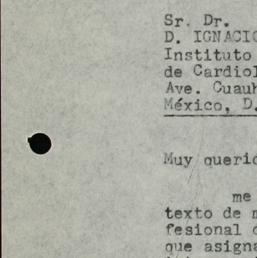 Sr. Dr.
D. IGNACIO
Instituto
de Cardiol
Ave. Cuauh
México, D.
Muy querid
me
texto de m
fesional d
que asigna